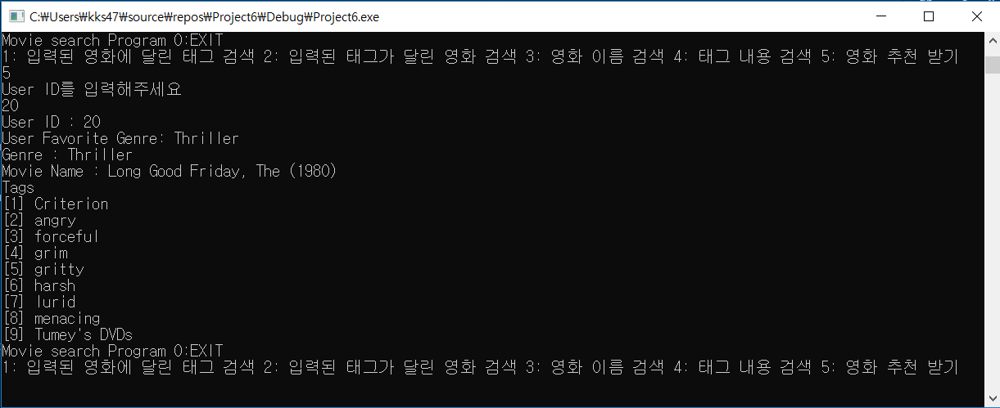 C:₩Users₩kks47₩source₩repos₩Project6₩Debug₩Project6.exe
Movie search Program 0:EXIT
1: 입력된 영화에 달린 태그 검색 2: 입력된 태그가 달린 영화 검색 3: 영화 이름 검색 4: 태그 내용 검색 5: 영화 추천 받기
5
User ID를 입력해주세요
20
User ID : 20
User Favorite Genre: Thriller
Genre : Thriller
Movie Name : Long Good Friday, The (1980)
Tags
[1] Criterion
[2] angry
[3] forceful
[4] grim
[5] gritty
[6] harsh
[7] lurid
[8] menacing
[9] Tumey's DVDs
Movie search Program 0:EXIT
1: 입력된 영화에 달린 태그 검색 2: 입력된 태그가 달린 영화 검색 3: 영화 이름 검색 4: 태그 내용 검색 5: 영화 추천 받기